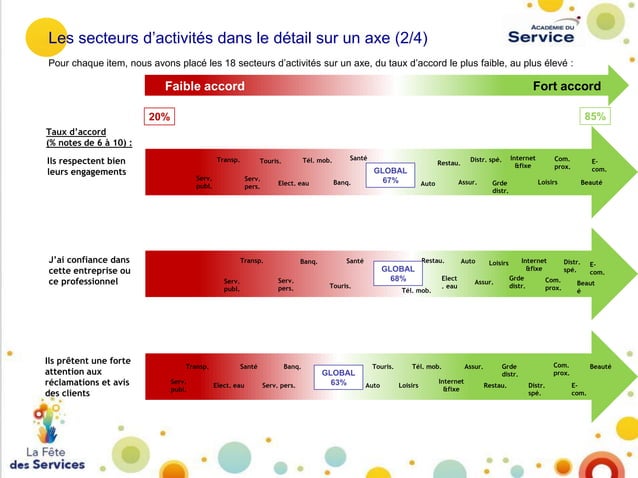 Les secteurs d’activités dans le détail sur un axe (2/4)
ACADÉMIE DU
Service
Pour chaque item, nous avons placé les 18 secteurs d’activités sur un axe, du taux d’accord le plus faible, au plus élevé :
Faible accord
Fort accord
20%
85%
Taux d’accord
(% notes de 6 à 10) :
Ils respectent bien
leurs engagements
Transp.
Touris.
Tél. mob.
Santé
GLOBAL
67%
Restau.
Distr. spé.
Internet
&fixe
Com.
prox.
E-
com.
Serv.
publ.
Serv.
pers.
Elect. eau
Banq.
Auto
Assur.
Grde
distr.
Loisirs
Beauté
J’ai confiance dans
cette entreprise ou
ce professionnel
Transp.
Banq.
Santé
GLOBAL
68%
Restau.
Auto
Loisirs
Internet
&fixe
Distr.
spé.
E-
com.
Serv.
publ.
Serv.
pers.
Touris.
Tél. mob.
Elect
. eau
Assur.
Grde
distr.
Com.
prox.
Beaut
é
Ils prêtent une forte
attention aux
réclamations et avis
des clients
Transp.
Santé
Banq.
GLOBAL
63%
Touris.
Tél. mob.
Assur.
Grde
distr.
Com.
prox.
Beauté
Serv.
publ.
Elect. eau
Serv. pers.
Auto
Loisirs
Internet
&fixe
Restau.
Distr.
spé.
E-
com.
La Fête
des Services